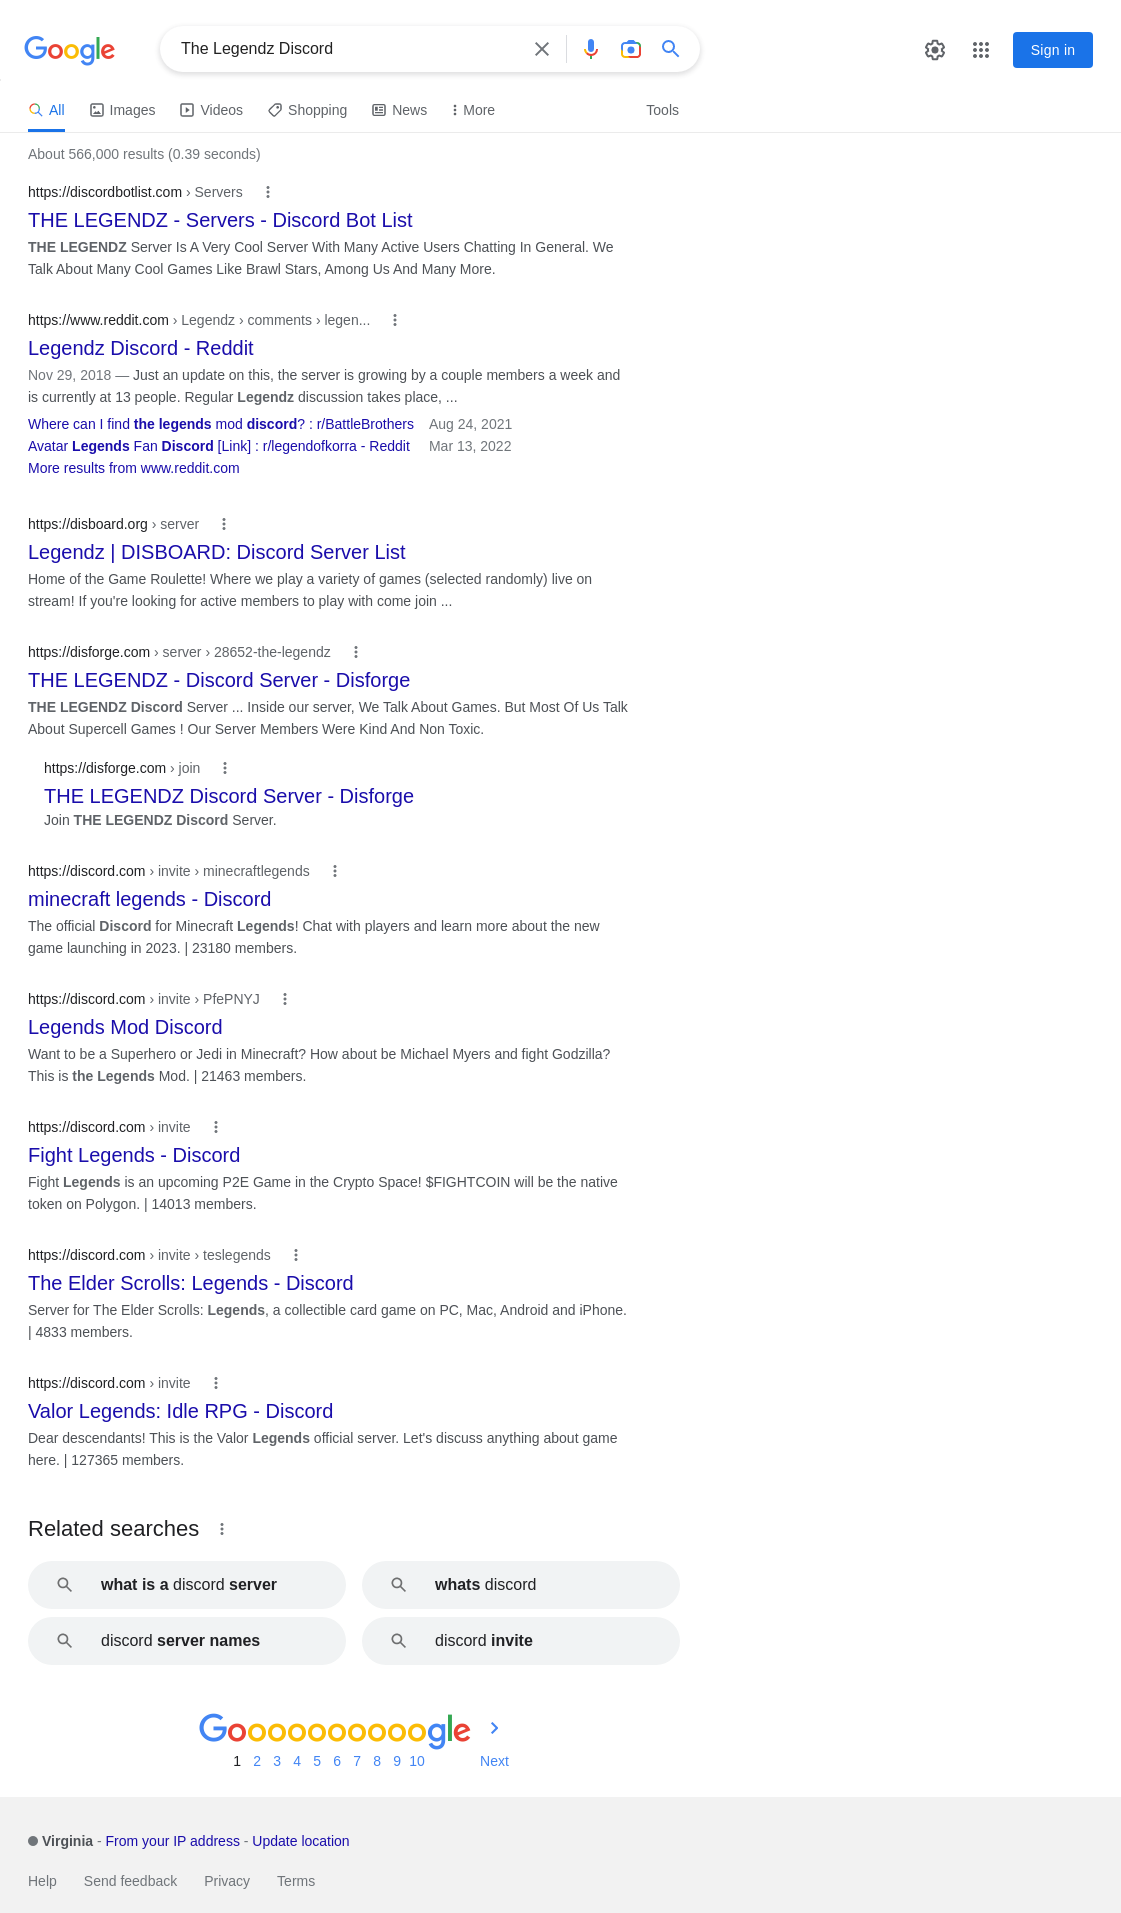 Google
The Legendz Discord
Sign in
All Images Videos Shopping News More Tools
About 566,000 results (0.39 seconds)
https://discordbotlist.com › Servers
THE LEGENDZ - Servers - Discord Bot List
THE LEGENDZ Server Is A Very Cool Server With Many Active Users Chatting In General. We
Talk About Many Cool Games Like Brawl Stars, Among Us And Many More.
https://www.reddit.com › Legendz › comments › legen...
Legendz Discord - Reddit
Nov 29, 2018 — Just an update on this, the server is growing by a couple members a week and
is currently at 13 people. Regular Legendz discussion takes place, ...
Where can I find the legends mod discord? : r/BattleBrothers Aug 24, 2021
Avatar Legends Fan Discord [Link] : r/legendofkorra - Reddit Mar 13, 2022
More results from www.reddit.com
https://disboard.org › server
Legendz | DISBOARD: Discord Server List
Home of the Game Roulette! Where we play a variety of games (selected randomly) live on
stream! If you're looking for active members to play with come join ...
https://disforge.com › server › 28652-the-legendz
THE LEGENDZ - Discord Server - Disforge
THE LEGENDZ Discord Server ... Inside our server, We Talk About Games. But Most Of Us Talk
About Supercell Games ! Our Server Members Were Kind And Non Toxic.
https://disforge.com › join
THE LEGENDZ Discord Server - Disforge
Join THE LEGENDZ Discord Server.
https://discord.com › invite › minecraftlegends
minecraft legends - Discord
The official Discord for Minecraft Legends! Chat with players and learn more about the new
game launching in 2023. | 23180 members.
https://discord.com › invite › PfePNYJ
Legends Mod Discord
Want to be a Superhero or Jedi in Minecraft? How about be Michael Myers and fight Godzilla?
This is the Legends Mod. | 21463 members.
https://discord.com › invite
Fight Legends - Discord
Fight Legends is an upcoming P2E Game in the Crypto Space! $FIGHTCOIN will be the native
token on Polygon. | 14013 members.
https://discord.com › invite › teslegends
The Elder Scrolls: Legends - Discord
Server for The Elder Scrolls: Legends, a collectible card game on PC, Mac, Android and iPhone.
| 4833 members.
https://discord.com › invite
Valor Legends: Idle RPG - Discord
Dear descendants! This is the Valor Legends official server. Let's discuss anything about game
here. | 127365 members.
Related searches
what is a discord server
whats discord
discord server names
discord invite
Goooooooooogle
1 2 3 4 5 6 7 8 9 10 Next
Virginia - From your IP address - Update location
Help Send feedback Privacy Terms